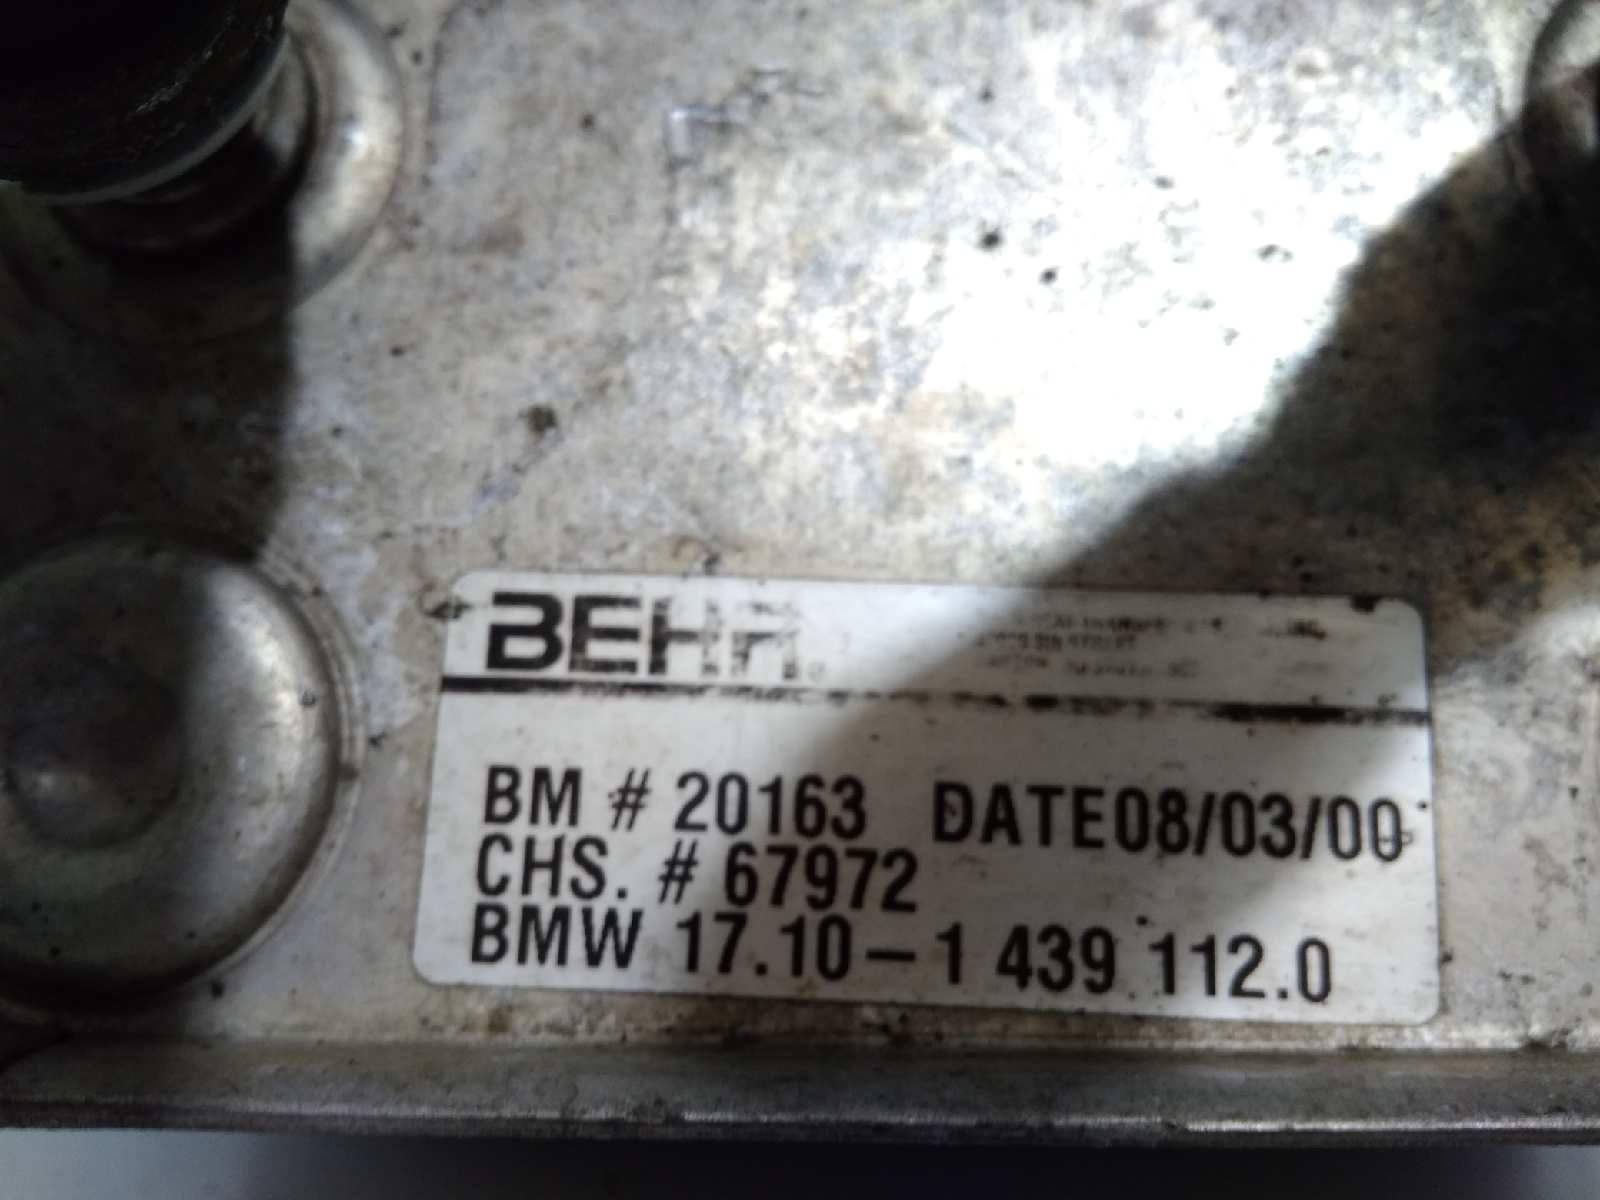 BEHR
BM # 20163 DATE08/03/00
CHS. # 67972
BMW 17.10-1 439 112.0